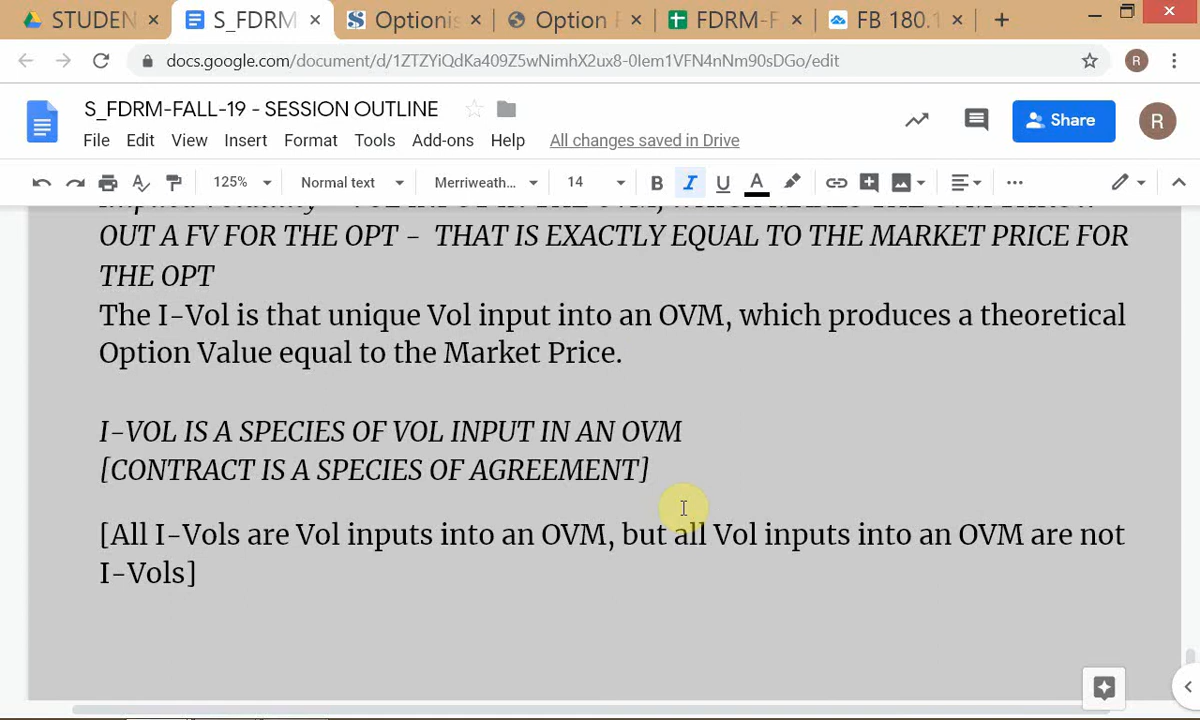 STUDEN
S_FDRM
Optionis
Option
FDRM-F
FB 180.1
docs.google.com/document/d/1ZTZYiQdKa409Z5wNimhX2ux8-0lem1VFN4nNm90sDGo/edit
R
S_FDRM-FALL-19 - SESSION OUTLINE
File Edit View Insert Format Tools Add-ons Help All changes saved in Drive
Share
R
125% Normal text Merriweath... 14 B I U A
OUT A FV FOR THE OPT - THAT IS EXACTLY EQUAL TO THE MARKET PRICE FOR
THE OPT
The I-Vol is that unique Vol input into an OVM, which produces a theoretical
Option Value equal to the Market Price.
I-VOL IS A SPECIES OF VOL INPUT IN AN OVM
[CONTRACT IS A SPECIES OF AGREEMENT]
[All I-Vols are Vol inputs into an OVM, but all Vol inputs into an OVM are not
I-Vols]